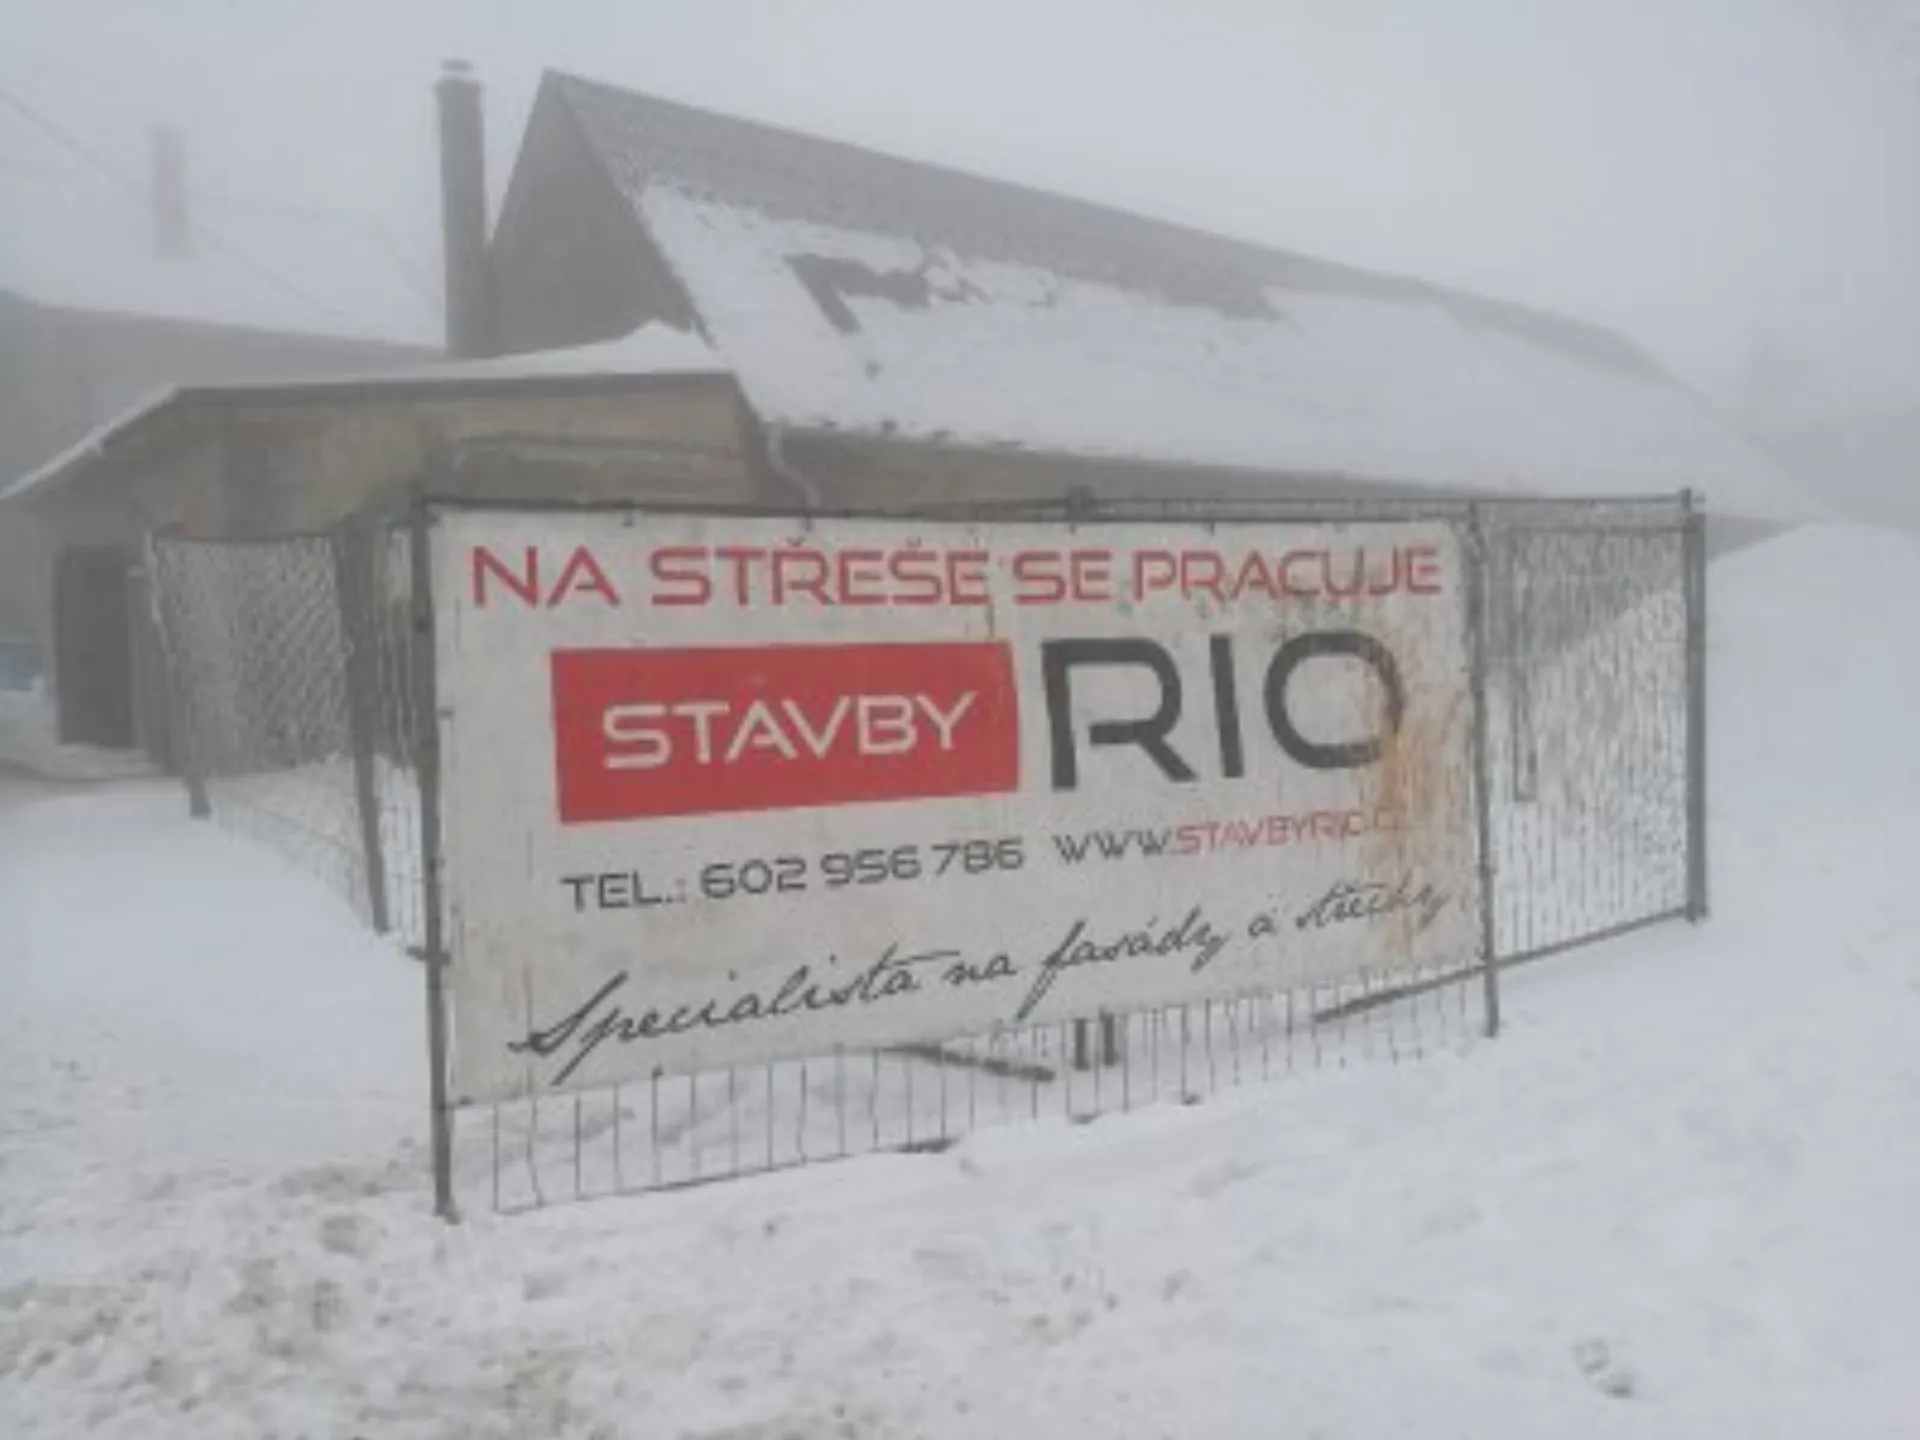 NA STŘEŠE SE PRACUJE
STAVBY RIO
TEL.: 602 956 786 WWW.STAVBYRIO.C
Specialista na fasády a střechy